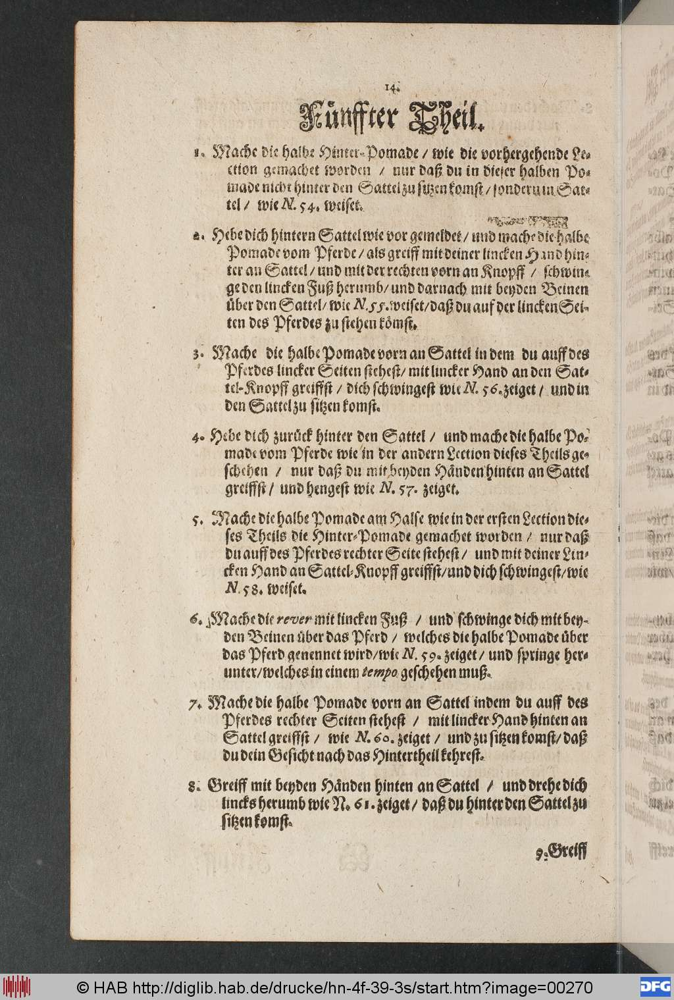 14.
Fünffter Theil.
1. Mache die halbe Hinter-Pomade / wie die vorhergehende Le-
ction gemachet worden / nur daß du in dieser halben Po-
made nicht hinter den Sattel zu sitzen komst / sondern in Sat-
tel / wie N. 54. weiset.
2. Hebe dich hintern Sattel wie vor gemeldet / und mache die halbe
Pomade vom Pferde / als greiff mit deiner lincken Hand hin-
ter an Sattel / und mit der rechten vorn an Knopff / schwin-
ge den lincken Fuß herumb / und darnach mit beyden Beinen
über den Sattel / wie N. 55. weiset / daß du auf der lincken Sei-
ten des Pferdes zu stehen kömst.
3. Mache die halbe Pomade vorn an Sattel in dem du auff des
Pferdes lincker Seiten stehest / mit lincker Hand an den Sat-
tel-Knopff greiffst / dich schwingest wie N. 56. zeiget / und in
den Sattel zu sitzen komst.
4. Hebe dich zurück hinter den Sattel / und mache die halbe Po-
made vom Pferde wie in der andern Lection dieses Theils ge-
schehen / nur daß du mit beyden Händen hinten an Sattel
greiffst / und hengest wie N. 57. zeiget.
5. Mache die halbe Pomade am Halse wie in der ersten Lection die-
ses Theils die Hinter-Pomade gemachet worden / nur daß
du auff des Pferdes rechter Seite stehest / und mit deiner Lin-
cken Hand an Sattel-Knopff greiffst / und dich schwingest / wie
N. 58. weiset.
6. Mache die rever mit lincken Fuß / und schwinge dich mit bey-
den Beinen über das Pferd / welches die halbe Pomade über
das Pferd genennet wird / wie N. 59. zeiget / und springe her-
unter / welches in einem tempo geschehen muß.
7. Mache die halbe Pomade vorn an Sattel indem du auff des
Pferdes rechter Seiten stehest / mit lincker Hand hinten an
Sattel greiffst / wie N. 60. zeiget / und zu sitzen komst / daß
du dein Gesicht nach das Hintertheil kehrest.
8. Greiff mit beyden Händen hinten an Sattel / und drehe dich
lincks herumb wie N. 61. zeiget / daß du hinter den Sattel zu
sitzen komst.
9. Greiff
© HAB http://diglib.hab.de/drucke/hn-4f-39-3s/start.htm?image=00270
DFG